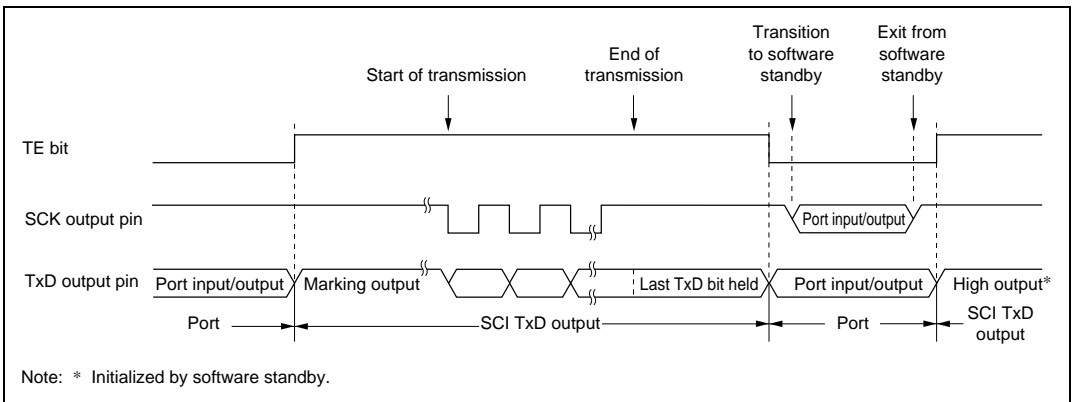 Transition
to software
standby
Exit from
software
standby
End of
transmission
Start of transmission
TE bit
SCK output pin
Port input/output
TxD output pin
Port input/output
Marking output
Last TxD bit held
Port input/output
High output*
Port
SCI TxD output
Port
SCI TxD
output
Note: * Initialized by software standby.